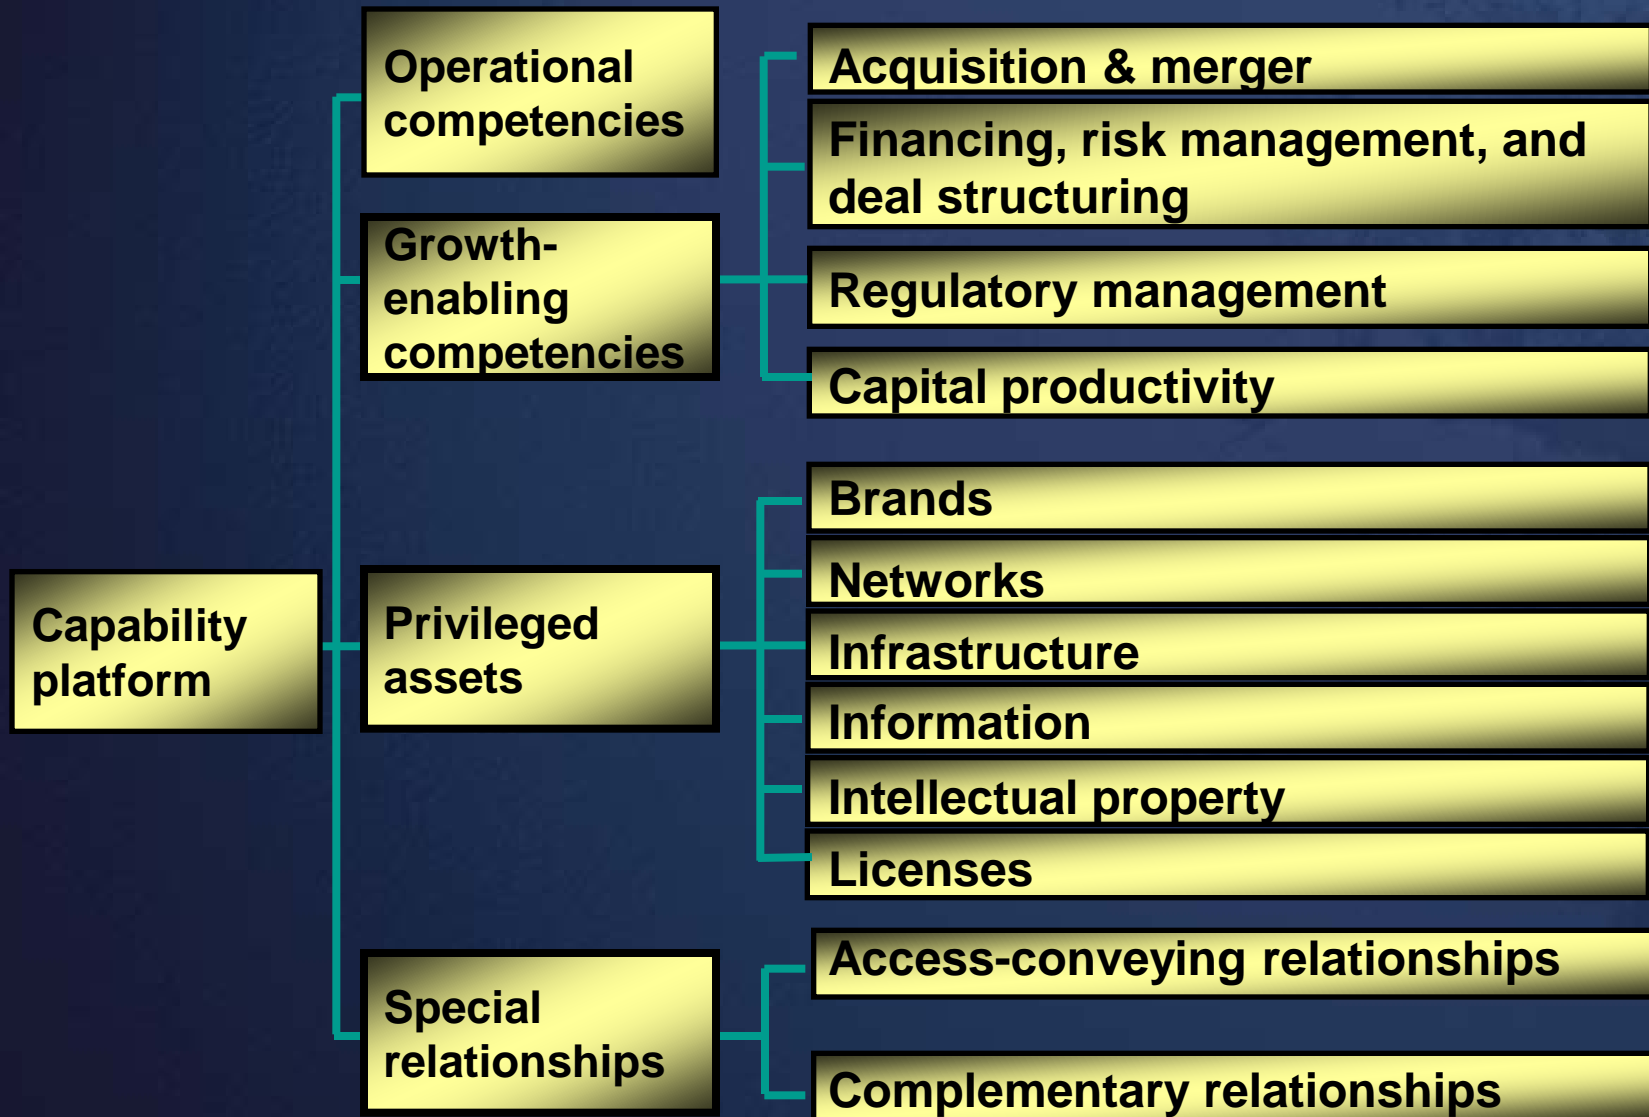 Operational
competencies
Growth-
enabling
competencies
Acquisition & merger
Financing, risk management, and
deal structuring
Regulatory management
Capital productivity
Capability
platform
Privileged
assets
Brands
Networks
Infrastructure
Information
Intellectual property
Licenses
Special
relationships
Access-conveying relationships
Complementary relationships